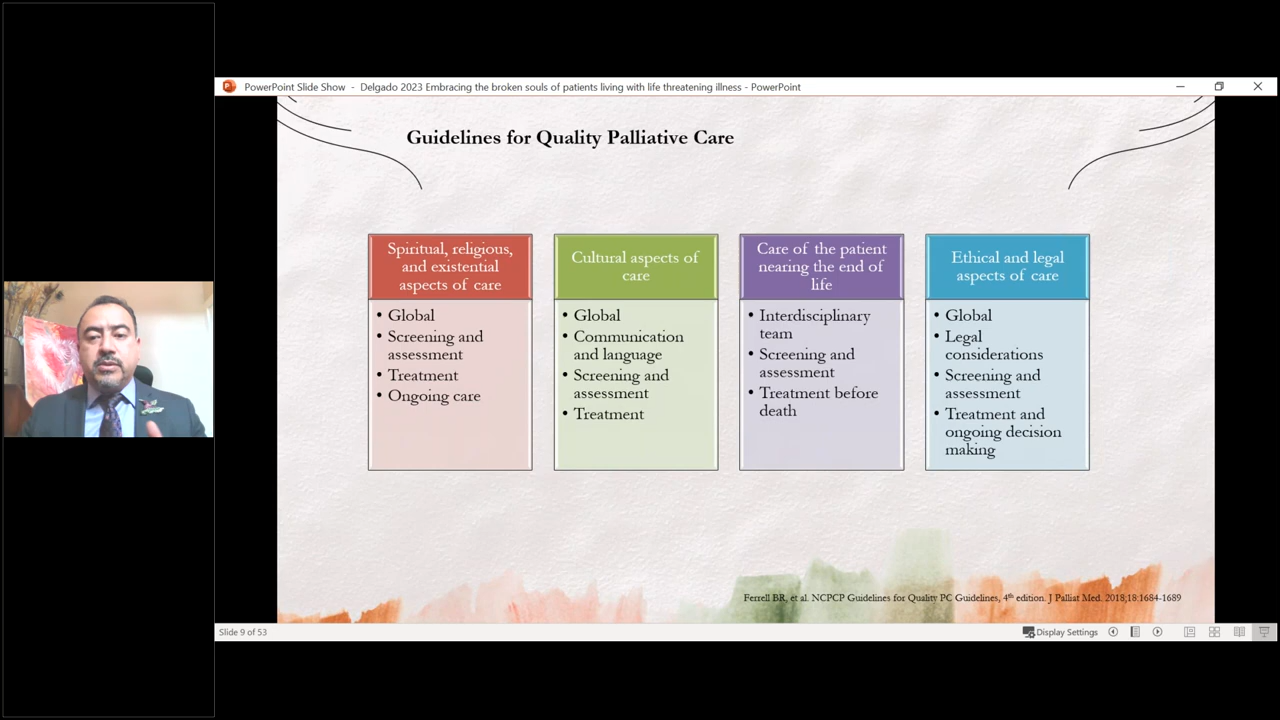 PowerPoint Slide Show - Delgado 2023 Embracing the broken souls of patients living with life threatening illness - PowerPoint
Guidelines for Quality Palliative Care
Spiritual, religious,
and existential
aspects of care
• Global
• Screening and
assessment
• Treatment
• Ongoing care
Cultural aspects of
care
• Global
• Communication
and language
• Screening and
assessment
• Treatment
Care of the patient
nearing the end of
life
• Interdisciplinary
team
• Screening and
assessment
• Treatment before
death
Ethical and legal
aspects of care
• Global
• Legal
considerations
• Screening and
assessment
• Treatment and
ongoing decision
making
Ferrell BR, et al. NCPCP Guidelines for Quality PC Guidelines, 4th edition. J Palliat Med. 2018;18:1684-1689
Slide 9 of 53
Display Settings